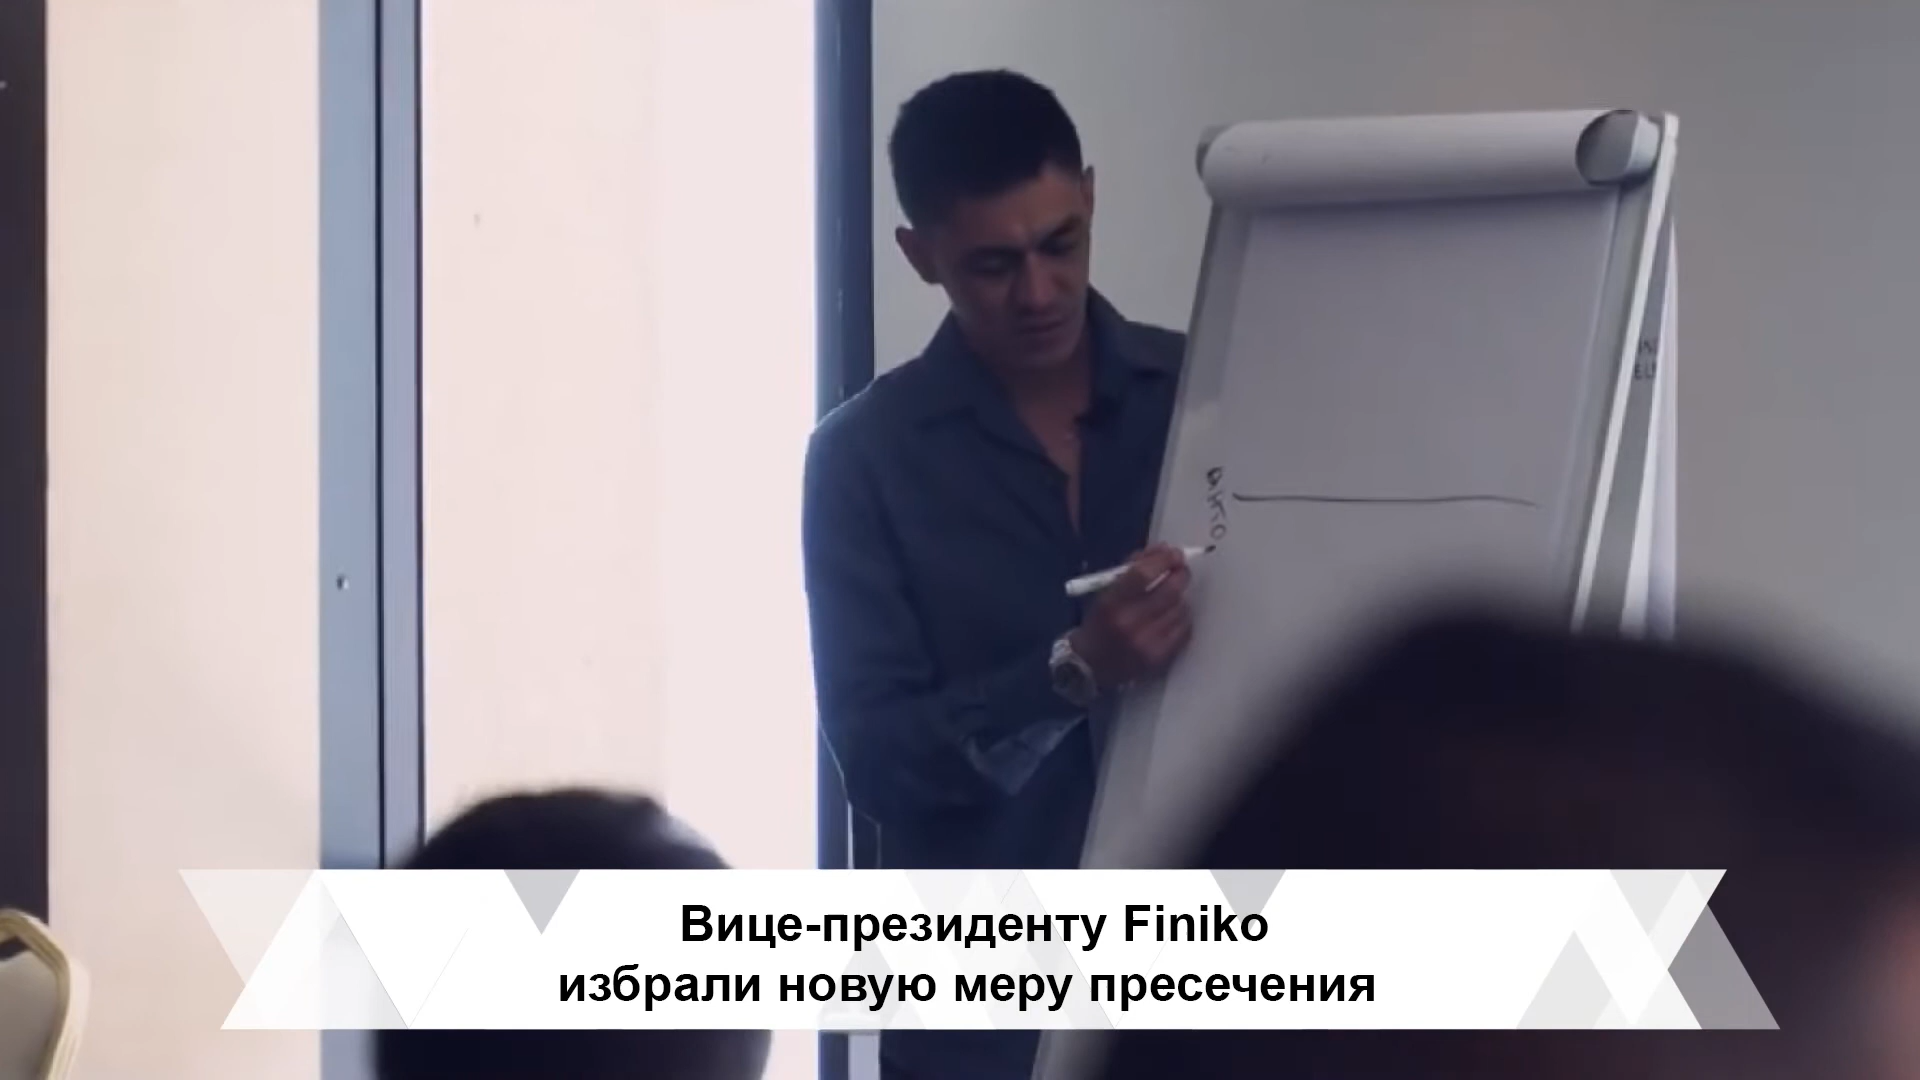 Вице-президенту Finiko
избрали новую меру пресечения